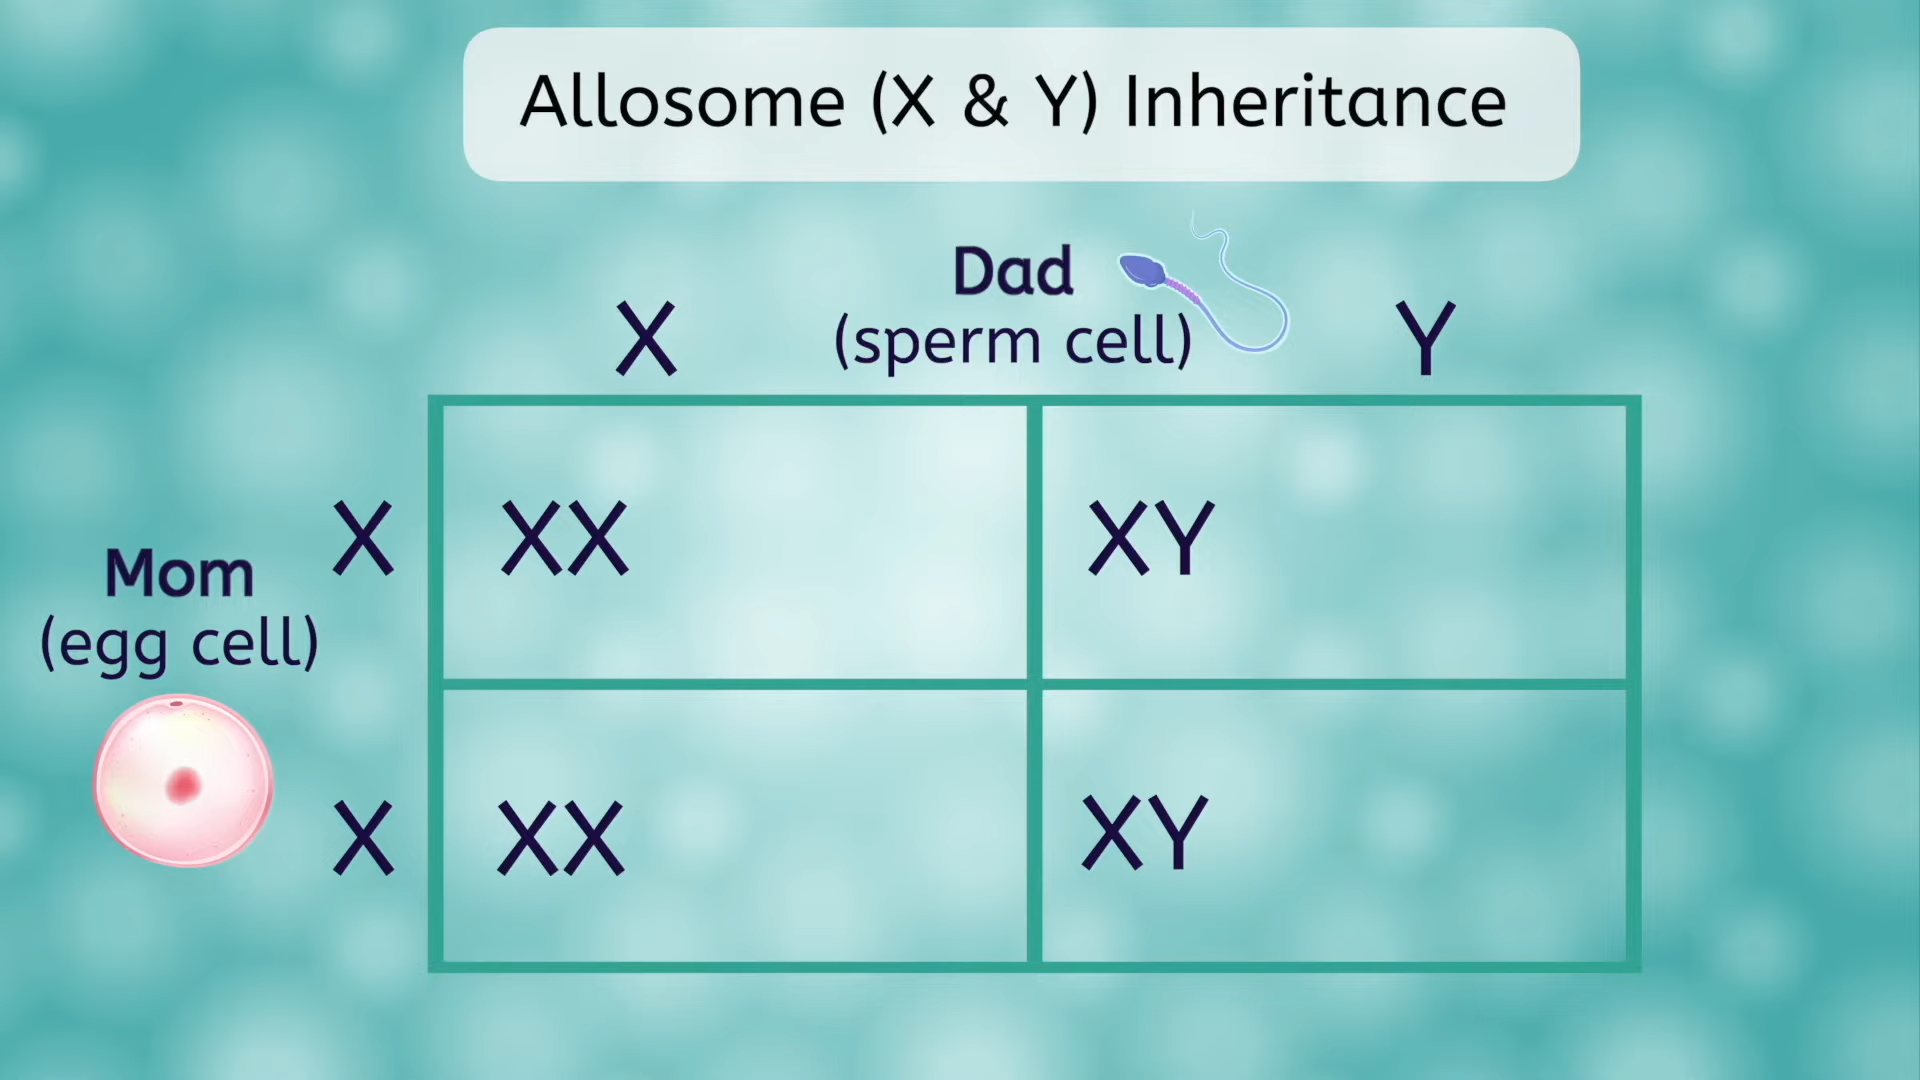 Allosome (X & Y) Inheritance
Dad
X (sperm cell) Y
X XX XY
Mom
(egg cell)
X XX XY